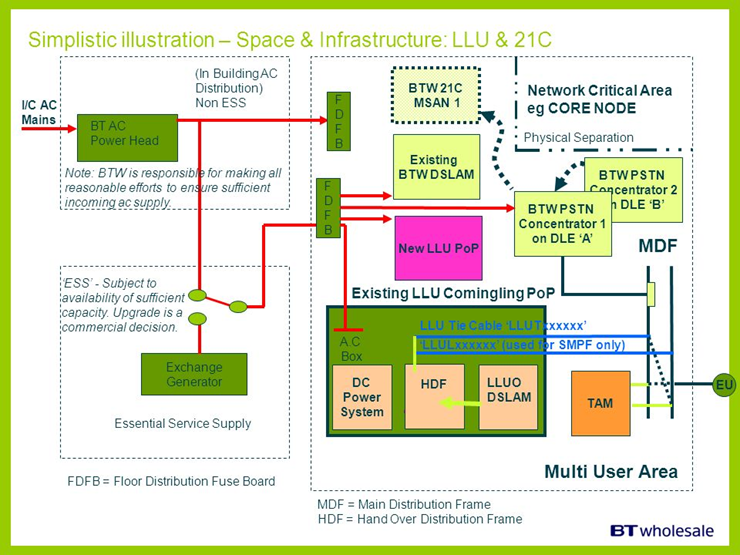 Simplistic illustration – Space & Infrastructure: LLU & 21C
(In Building AC
Distribution)
Non ESS
I/C AC
Mains
BT AC
Power Head
Note: BTW is responsible for making all
reasonable efforts to ensure sufficient
incoming ac supply.
F
D
F
B
F
D
F
B
BTW 21C
MSAN 1
Network Critical Area
eg CORE NODE
Physical Separation
Existing
BTW DSLAM
BTW PSTN
Concentrator 2
on DLE ‘B’
BTW PSTN
Concentrator 1
on DLE ‘A’
New LLU PoP
MDF
‘ESS’ - Subject to
availability of sufficient
capacity. Upgrade is a
commercial decision.
Exchange
Generator
Essential Service Supply
Existing LLU Comingling PoP
LLU Tie Cable ‘LLUTxxxxxx’
‘LLULxxxxxx’ (used for SMPF only)
A.C
Box
DC
Power
System
HDF
LLUO
DSLAM
TAM
EU
Multi User Area
FDFB = Floor Distribution Fuse Board
MDF = Main Distribution Frame
HDF = Hand Over Distribution Frame
BT wholesale